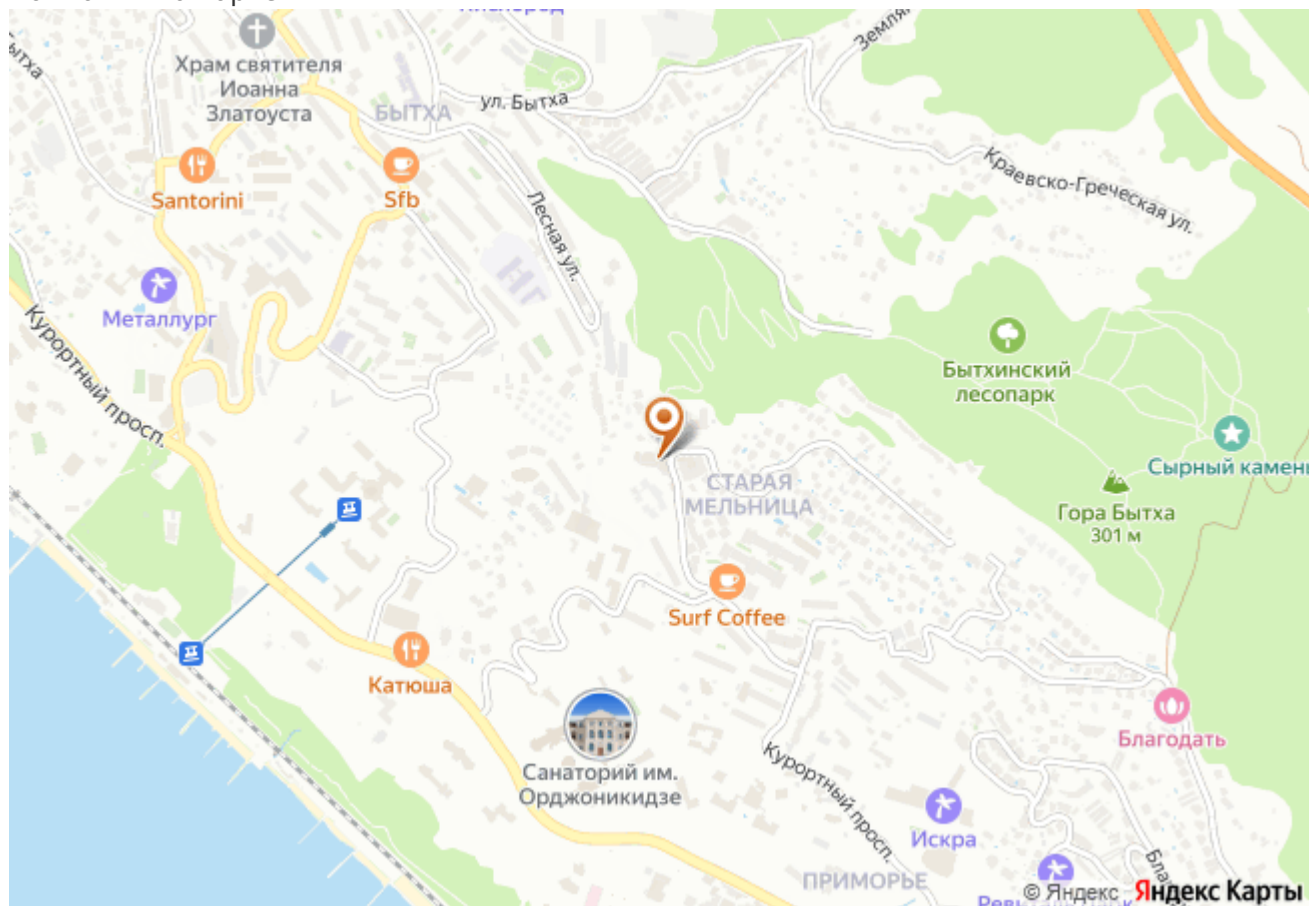 Храм святителя
Иоанна
Златоуста
БЫТХА
ул. Бытха
Краевско-Греческая ул.
Santorini
Sfb
Лесная ул.
Металлург
Курортный просп.
Бытхинский
лесопарк
Сырный камень
СТАРАЯ
МЕЛЬНИЦА
Гора Бытха
301 м
Surf Coffee
Катюша
Благодать
Санаторий им.
Орджоникидзе
Курортный просп.
Искра
ПРИМОРЬЕ
© Яндекс Яндекс Карты